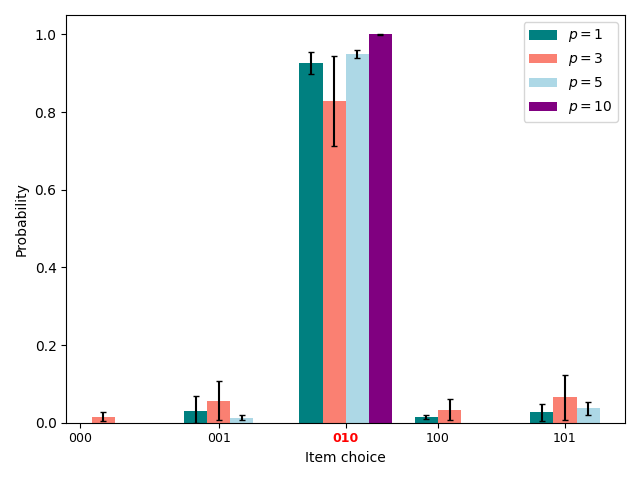 1.0
0.8
0.6
0.4
0.2
0.0
Probability
000
001
010
100
101
Item choice
p = 1
p = 3
p = 5
p = 10